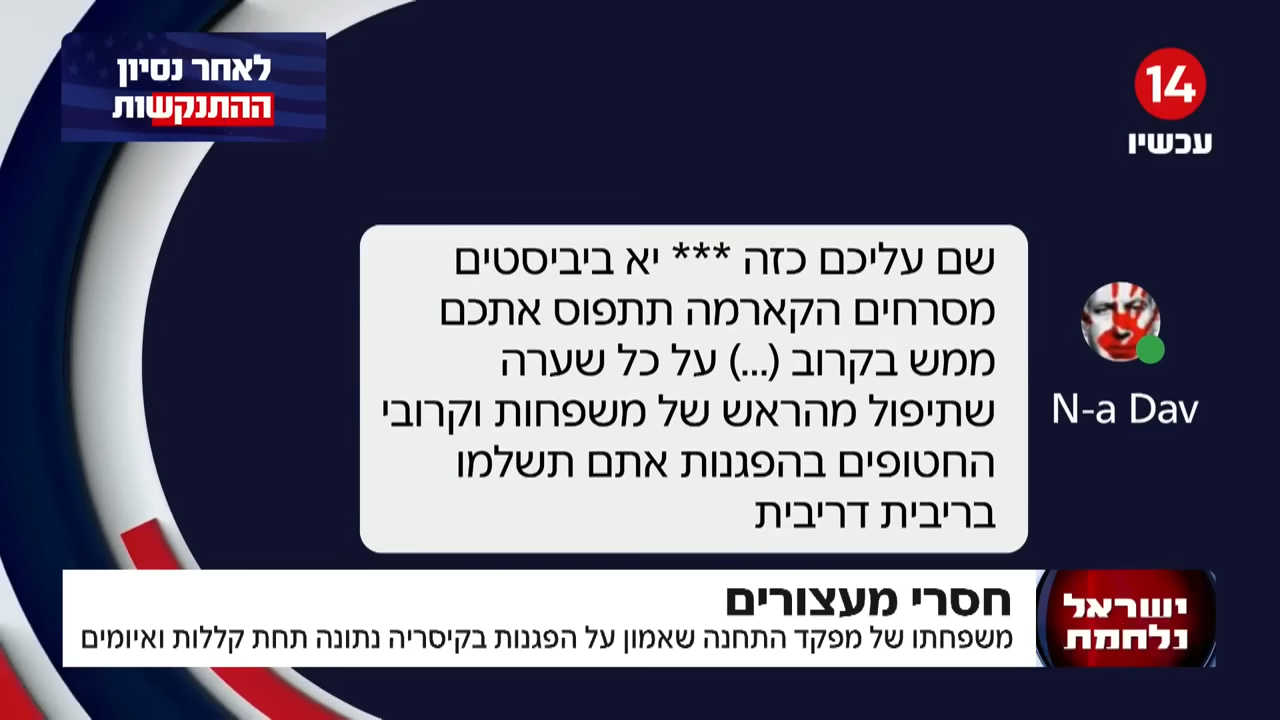 לאחר נסיון
ההתנקשות
14
עכשיו
שם עליכם כזה *** יא ביביסטים
מסרחים הקארמה תתפוס אתכם
ממש בקרוב (...) על כל שערה
שתיפול מהראש של משפחות וקרובי
החטופים בהפגנות אתם תשלמו
בריבית דריבית
N-a Dav
חסרי מעצורים
משפחתו של מפקד התחנה שאמון על הפגנות בקיסריה נתונה תחת קללות ואיומים
ישראל
נלחמת